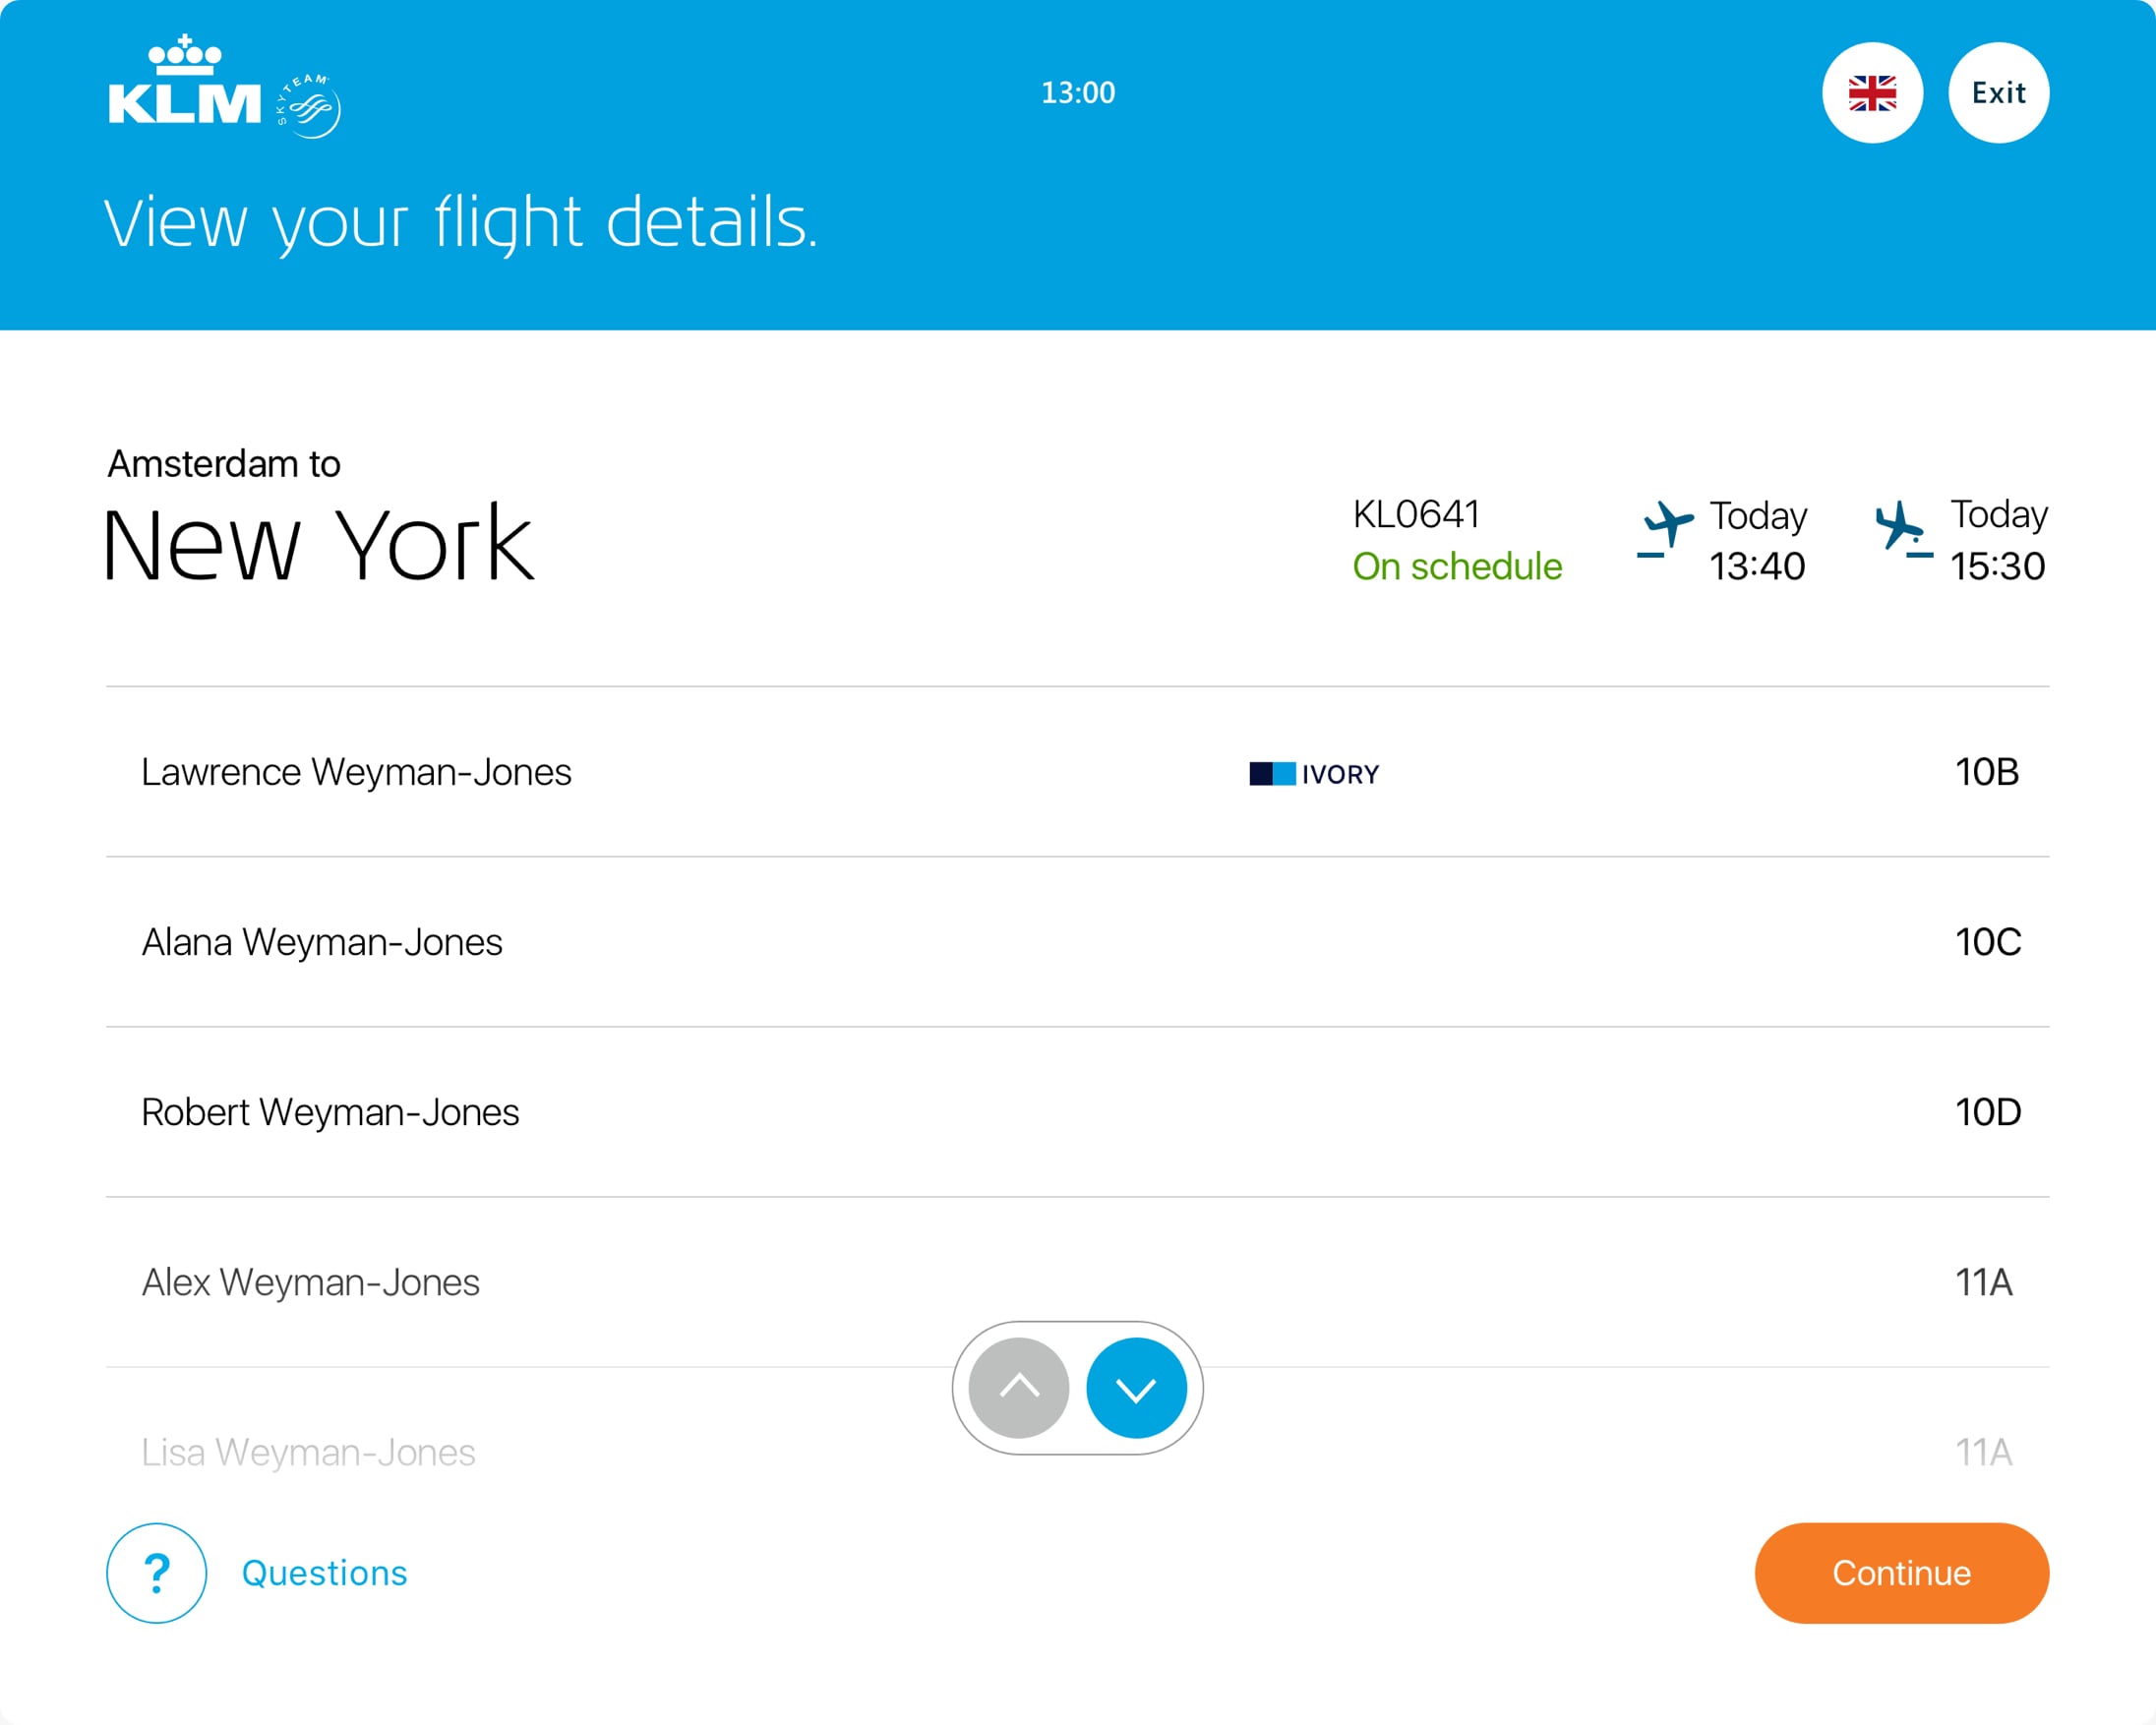 KLM
SKYTEAM
13:00
Exit
View your flight details.
Amsterdam to
New York
KL0641
On schedule
Today
13:40
Today
15:30
Lawrence Weyman-Jones IVORY 10B
Alana Weyman-Jones 10C
Robert Weyman-Jones 10D
Alex Weyman-Jones 11A
Lisa Weyman-Jones 11A
? Questions
Continue